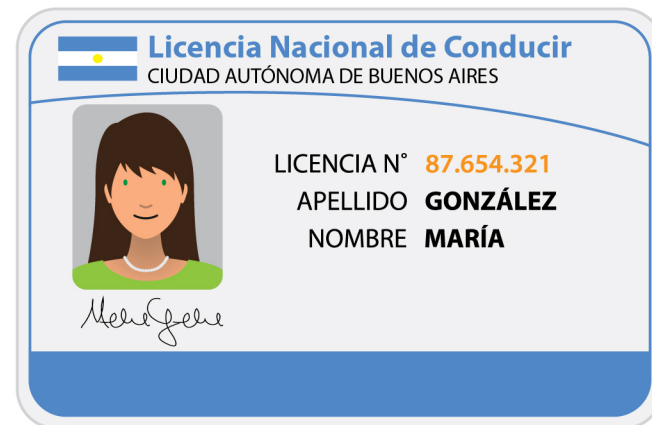 Licencia Nacional de Conducir
CIUDAD AUTÓNOMA DE BUENOS AIRES
LICENCIA N° 87.654.321
APELLIDO GONZÁLEZ
NOMBRE MARÍA